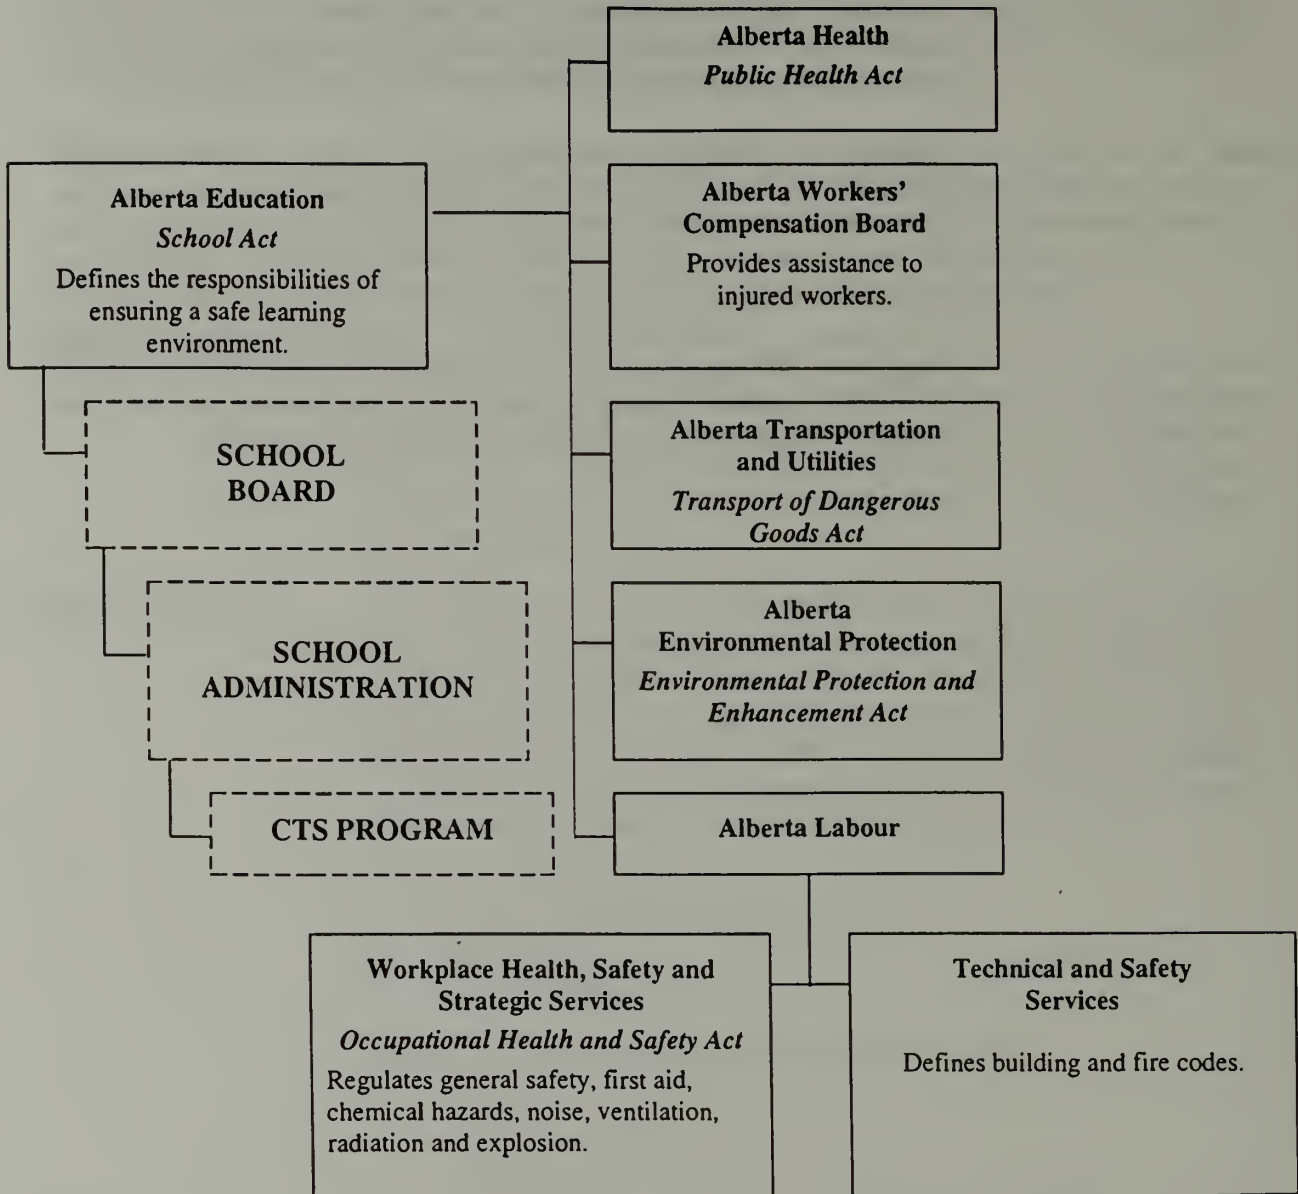 Alberta Health
Public Health Act
Alberta Education
School Act
Defines the responsibilities of
ensuring a safe learning
environment.
Alberta Workers’
Compensation Board
Provides assistance to
injured workers.
SCHOOL
BOARD
Alberta Transportation
and Utilities
Transport of Dangerous
Goods Act
SCHOOL
ADMINISTRATION
Alberta
Environmental Protection
Environmental Protection and
Enhancement Act
CTS PROGRAM
Alberta Labour
Workplace Health, Safety and
Strategic Services
Occupational Health and Safety Act
Regulates general safety, first aid,
chemical hazards, noise, ventilation,
radiation and explosion.
Technical and Safety
Services
Defines building and fire codes.